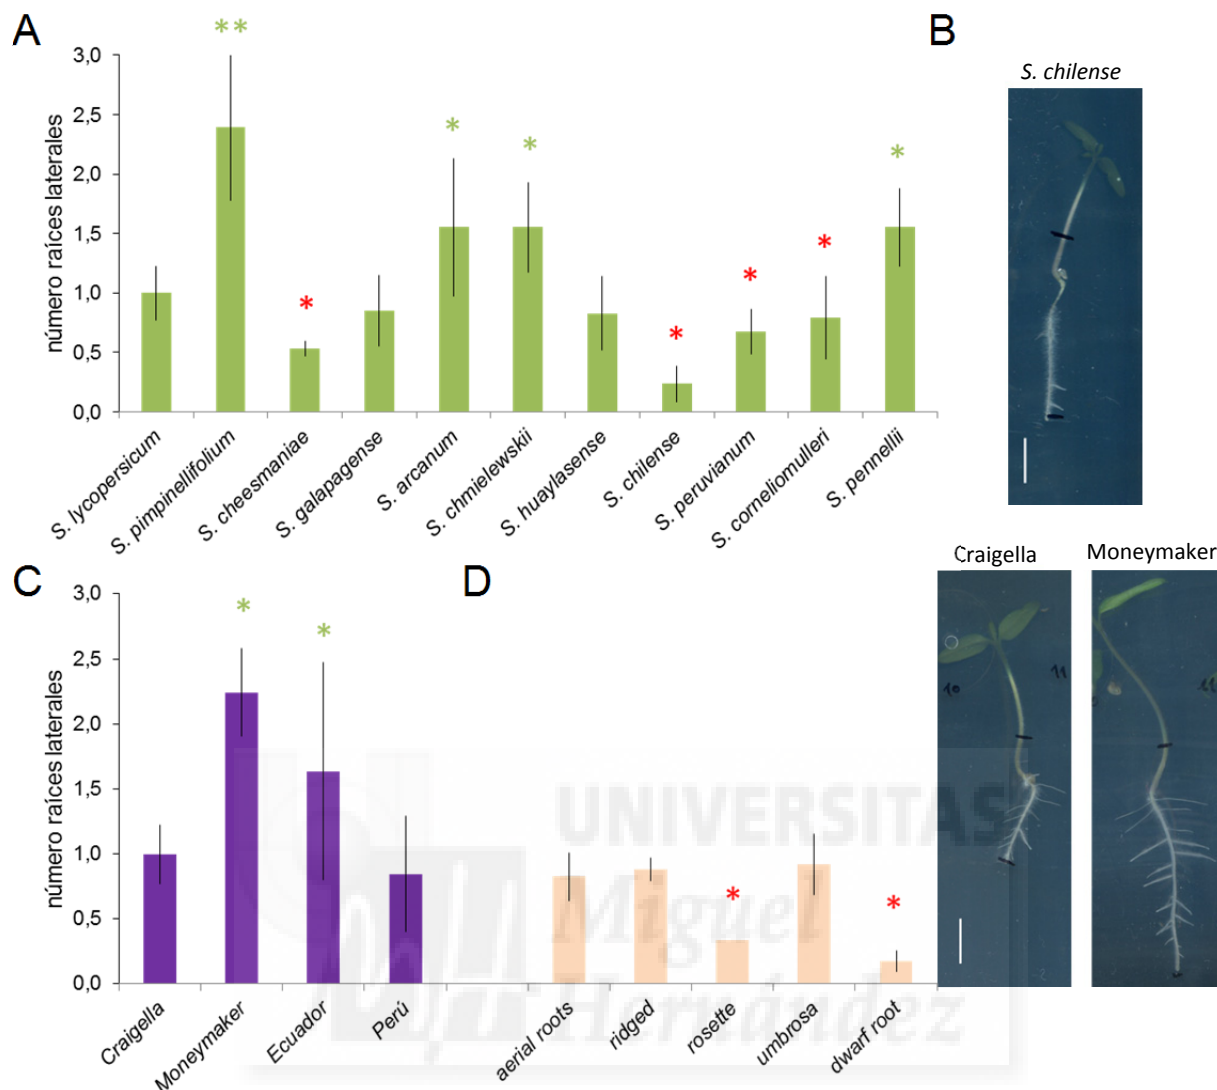 A
B
**
3,0
2,5
2,0
1,5
1,0
0,5
0,0
número raíces laterales
*
*
*
*
*
*
*
S. lycopersicum
S. pimpinellifolium
S. cheesmaniae
S. galapagense
S. arcanum
S. chmielewskii
S. huaylasense
S. chilense
S. peruvianum
S. corneliomulleri
S. pennellii
S. chilense
C
D
3,0
2,5
2,0
1,5
1,0
0,5
0,0
número raíces laterales
*
*
*
*
Craigella
Moneymaker
Ecuador
Perú
aerial roots
ridged
rosette
umbrosa
dwarf root
Craigella
Moneymaker
10
11
UNIVERSITAS
Miguel
Hernández